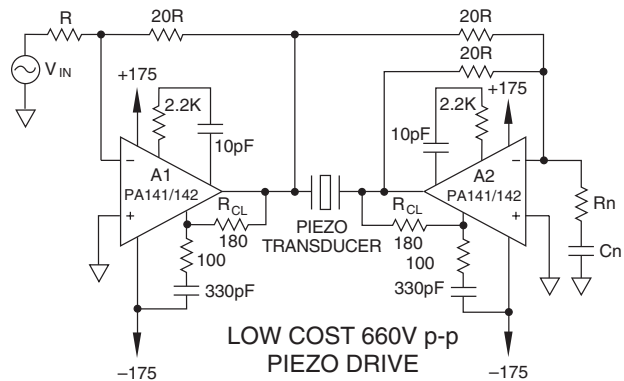 R
20R
20R
20R
V IN
+175
+175
2.2K
2.2K
10pF
10pF
A1
A2
PA141/142
PA141/142
–
+
–
+
R CL
180
PIEZO
TRANSDUCER
R CL
180
Rn
Cn
100
100
330pF
330pF
LOW COST 660V p-p
PIEZO DRIVE
–175
–175